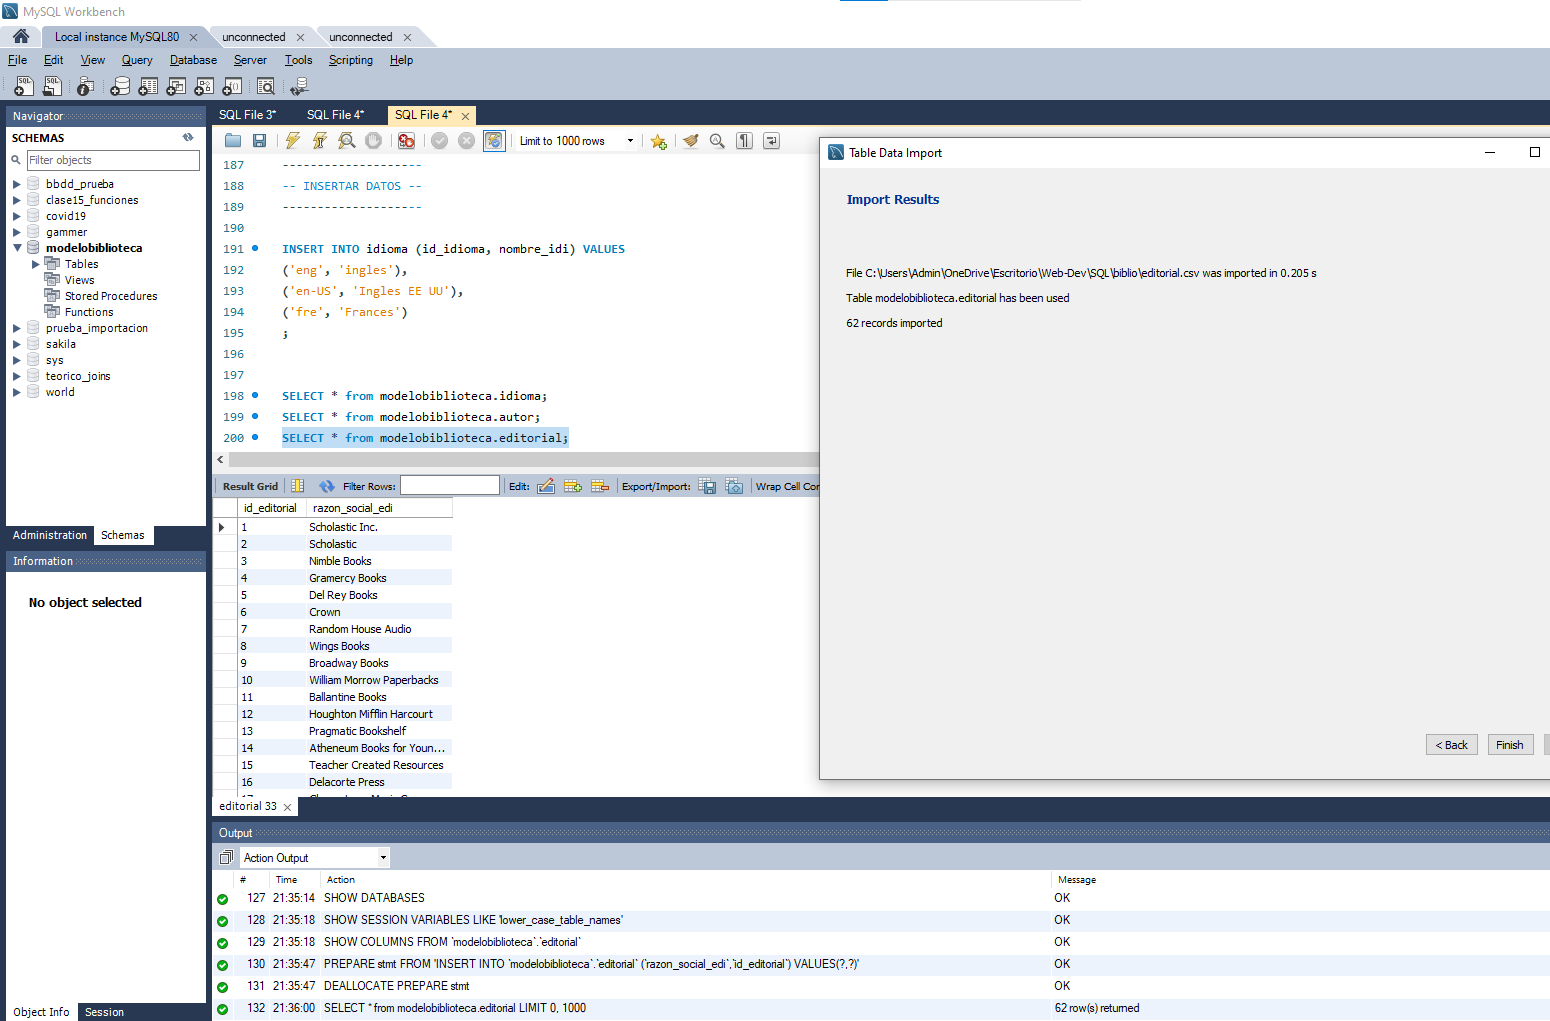 MySQL Workbench
Local instance MySQL80
unconnected
unconnected
File Edit View Query Database Server Tools Scripting Help
Navigator
SCHEMAS
Filter objects
bbdd_prueba
clase15_funciones
covid19
gammer
modelobiblioteca
Tables
Views
Stored Procedures
Functions
prueba_importacion
sakila
sys
teorico_joins
world
Administration Schemas
Information
No object selected
Object Info Session
SQL File 3* SQL File 4* SQL File 4*
Limit to 1000 rows
187 --------------------
188 -- INSERTAR DATOS --
189 --------------------
190
191 INSERT INTO idioma (id_idioma, nombre_idi) VALUES
192 ('eng', 'ingles'),
193 ('en-US', 'Ingles EE UU'),
194 ('fre', 'Frances')
195 ;
196
197
198 SELECT * from modelobiblioteca.idioma;
199 SELECT * from modelobiblioteca.autor;
200 SELECT * from modelobiblioteca.editorial;
Result Grid Filter Rows: Edit: Export/Import: Wrap Cell Con
id_editorial razon_social_edi
1 Scholastic Inc.
2 Scholastic
3 Nimble Books
4 Gramercy Books
5 Del Rey Books
6 Crown
7 Random House Audio
8 Wings Books
9 Broadway Books
10 William Morrow Paperbacks
11 Ballantine Books
12 Houghton Mifflin Harcourt
13 Pragmatic Bookshelf
14 Atheneum Books for Youn...
15 Teacher Created Resources
16 Delacorte Press
editorial 33
Table Data Import
Import Results
File C:\Users\Admin\OneDrive\Escritorio\Web-Dev\SQL\biblio\editorial.csv was imported in 0.205 s
Table modelobiblioteca.editorial has been used
62 records imported
< Back Finish
Output
Action Output
# Time Action Message
127 21:35:14 SHOW DATABASES OK
128 21:35:18 SHOW SESSION VARIABLES LIKE 'lower_case_table_names' OK
129 21:35:18 SHOW COLUMNS FROM `modelobiblioteca`.`editorial` OK
130 21:35:47 PREPARE stmt FROM 'INSERT INTO `modelobiblioteca`.`editorial` (`razon_social_edi`,`id_editorial`) VALUES(?,?)' OK
131 21:35:47 DEALLOCATE PREPARE stmt OK
132 21:36:00 SELECT * from modelobiblioteca.editorial LIMIT 0, 1000 62 row(s) returned